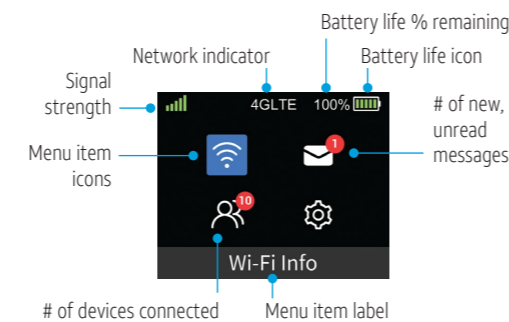 Battery life % remaining
Network indicator
Battery life icon
Signal
strength
4GLTE 100%
# of new,
unread
messages
1
Menu item
icons
10
Wi-Fi Info
# of devices connected
Menu item label